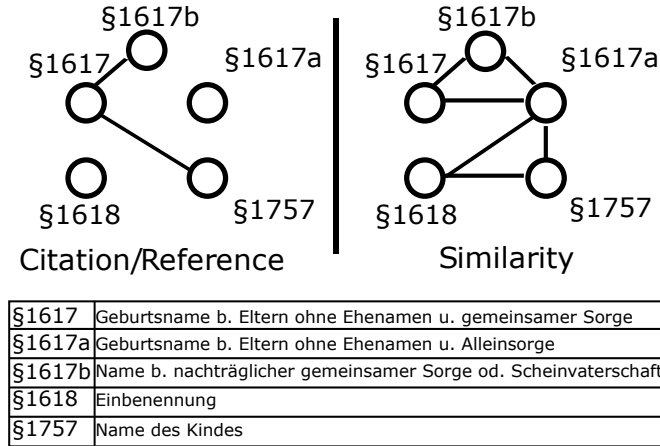 §1617b
§1617
§1617a
§1618
§1757
Citation/Reference
§1617b
§1617
§1617a
§1618
§1757
Similarity
§1617 Geburtsname b. Eltern ohne Ehenamen u. gemeinsamer Sorge
§1617a Geburtsname b. Eltern ohne Ehenamen u. Alleinsorge
§1617b Name b. nachträglicher gemeinsamer Sorge od. Scheinvaterschaft
§1618 Einbenennung
§1757 Name des Kindes